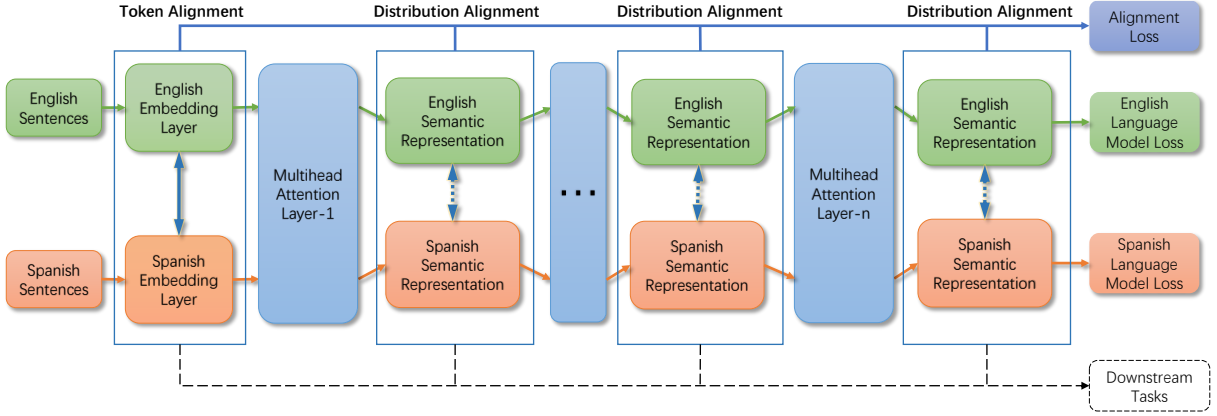 Token Alignment
Distribution Alignment
Distribution Alignment
Distribution Alignment
Alignment
Loss
English
Sentences
English
Embedding
Layer
Multihead
Attention
Layer-1
English
Semantic
Representation
...
English
Semantic
Representation
Multihead
Attention
Layer-n
English
Semantic
Representation
English
Language
Model Loss
Spanish
Sentences
Spanish
Embedding
Layer
Spanish
Semantic
Representation
Spanish
Semantic
Representation
Spanish
Semantic
Representation
Spanish
Language
Model Loss
Downstream
Tasks